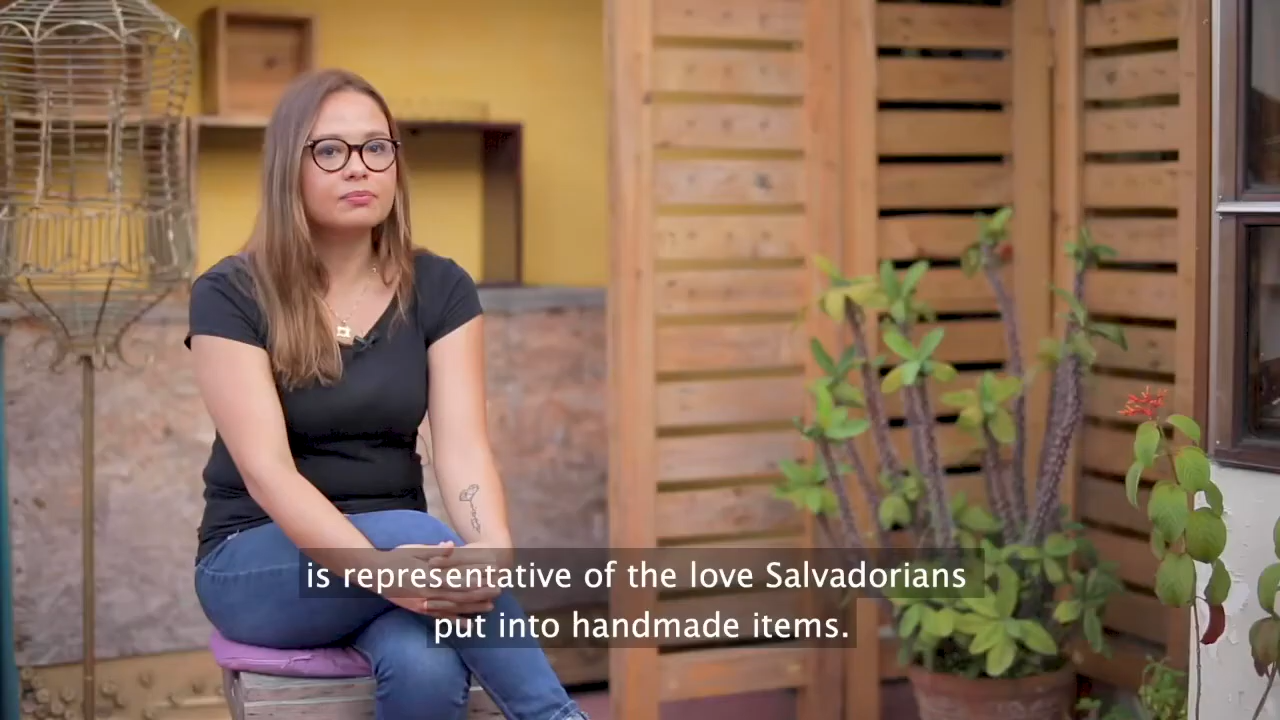 is representative of the love Salvadorians
put into handmade items.